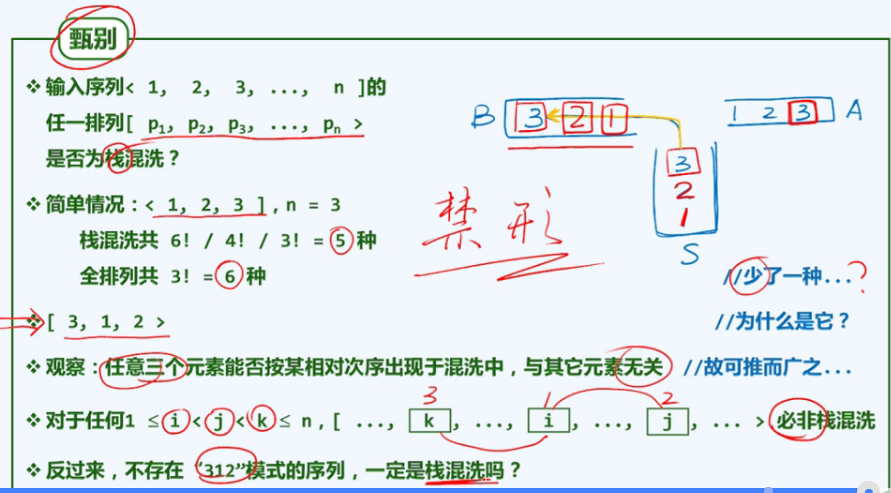 甄别
❖ 输入序列< 1, 2, 3, ..., n ]的
任一排列[ p₁, p₂, p₃, ..., pₙ >
是否为栈混洗?
B 3 2 1
1 2 3 A
3
2
1
S
❖ 简单情况:< 1, 2, 3 ], n = 3
栈混洗共 6! / 4! / 3! = 5 种
全排列共 3! = 6 种
禁形
//少了一种...?
❖ [ 3, 1, 2 > //为什么是它?
❖ 观察:任意三个元素能否按某相对次序出现于混洗中,与其它元素无关 //故可推而广之...
3 1 2
❖ 对于任何1 ≤ i < j < k ≤ n, [ ..., k, ..., i, ..., j, ... > 必非栈混洗
❖ 反过来,不存在“312”模式的序列,一定是栈混洗吗?